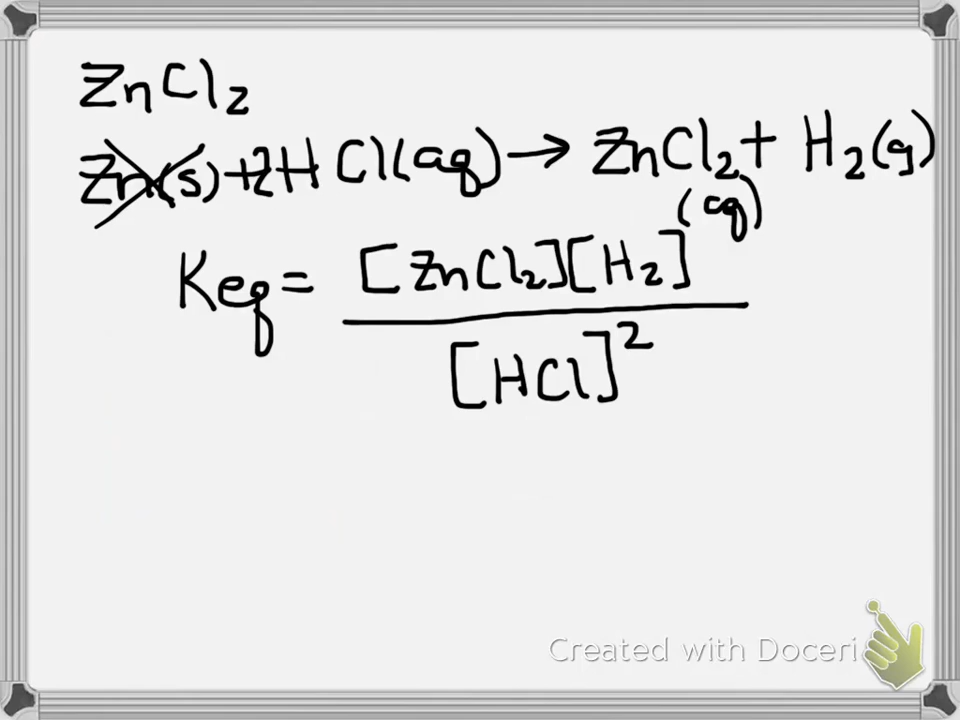 ZnCl2
Zn(s) + 2HCl(aq) → ZnCl2 + H2(g)
(aq)
Keq = [ZnCl2][H2]
[HCl]2
Created with Doceri